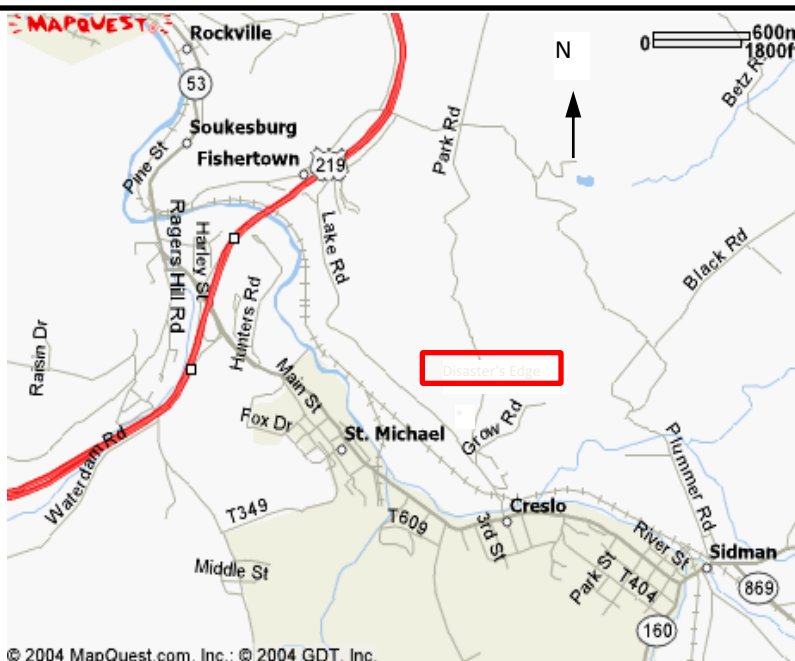 MAPQUEST
Rockville
600m
0
1800ft
N
53
Betz R
Soukesburg
Fishertown
219
Park Rd
Pine St
Ragers Hill Rd
Harley St
Lake Rd
Black Rd
Hunters Rd
Raisin Dr
Disaster's Edge
Main St
Fox Dr
St. Michael
Grow Rd
Waterdam Rd
Plummer Rd
T349
T609
Creslo
3rd St
River St
Sidman
Middle St
Park St
T404
869
160
© 2004 MapQuest.com, Inc.; © 2004 GDT, Inc.